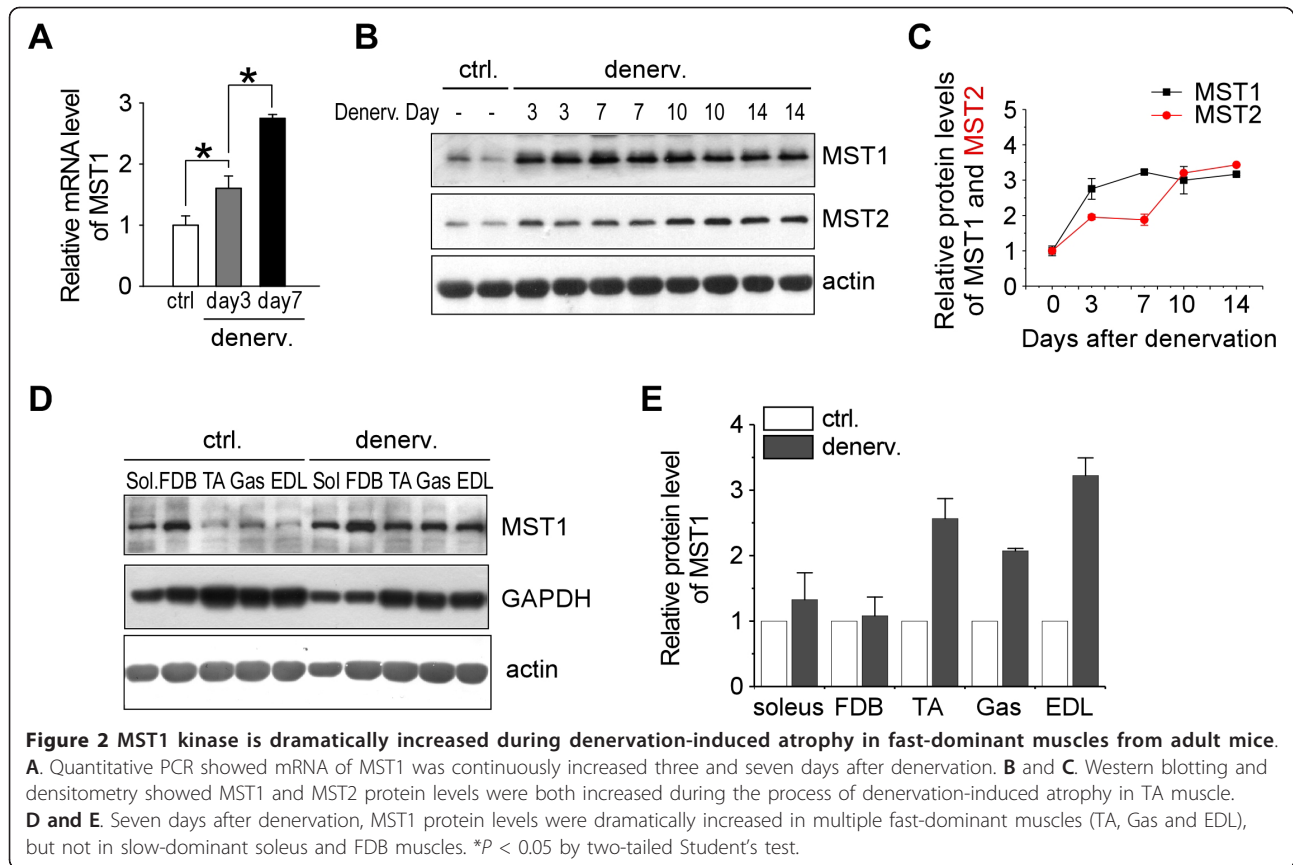 A
Relative mRNA level
of MST1
3
2
1
0
*
*
ctrl day3 day7
denerv.
B
ctrl. denerv.
Denerv. Day - - 3 3 7 7 10 10 14 14
MST1
MST2
actin
C
Relative protein levels
of MST1 and MST2
MST1
MST2
5
4
3
2
1
0
0 3 7 10 14
Days after denervation
D
ctrl. denerv.
Sol. FDB TA Gas EDL Sol FDB TA Gas EDL
MST1
GAPDH
actin
E
ctrl.
denerv.
Relative protein level
of MST1
4
3
2
1
0
soleus FDB TA Gas EDL
Figure 2 MST1 kinase is dramatically increased during denervation-induced atrophy in fast-dominant muscles from adult mice.
A. Quantitative PCR showed mRNA of MST1 was continuously increased three and seven days after denervation. B and C. Western blotting and
densitometry showed MST1 and MST2 protein levels were both increased during the process of denervation-induced atrophy in TA muscle.
D and E. Seven days after denervation, MST1 protein levels were dramatically increased in multiple fast-dominant muscles (TA, Gas and EDL),
but not in slow-dominant soleus and FDB muscles. *P < 0.05 by two-tailed Student's test.